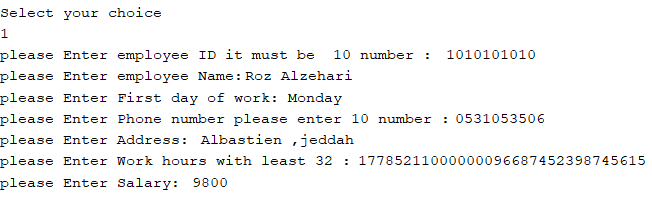 Select your choice
1
please Enter employee ID it must be  10 number :  1010101010
please Enter employee Name:Roz Alzehari
please Enter First day of work: Monday
please Enter Phone number please enter 10 number : 0531053506
please Enter Address: Albastien ,jeddah
please Enter Work hours with least 32 : 17785211000000096687452398745615
please Enter Salary: 9800